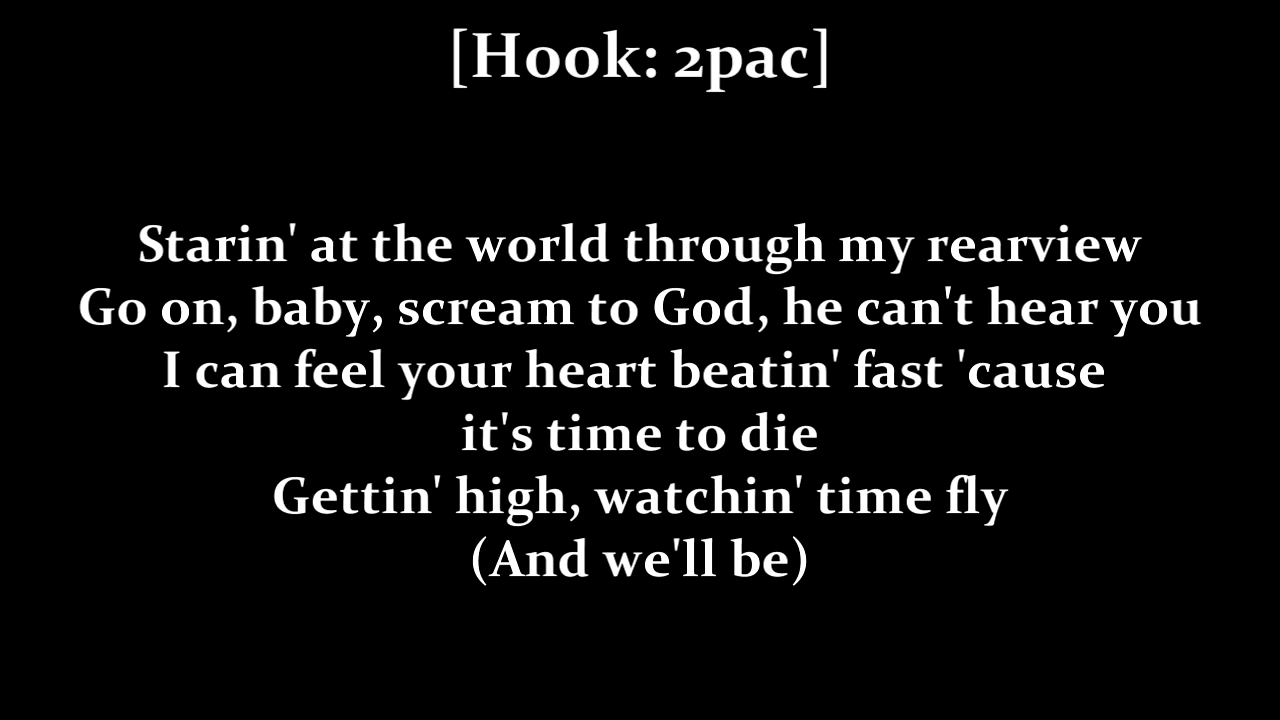 [Hook: 2pac]
Starin' at the world through my rearview
Go on, baby, scream to God, he can't hear you
I can feel your heart beatin' fast 'cause
it's time to die
Gettin' high, watchin' time fly
(And we'll be)